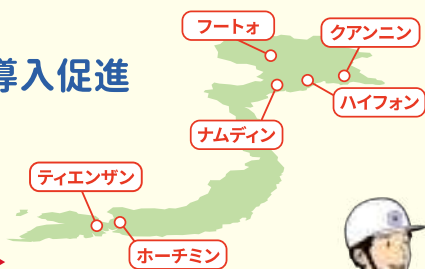 導入促進
フートォ
クアンニン
ハイフォン
ナムディン
ティエンザン
ホーチミン